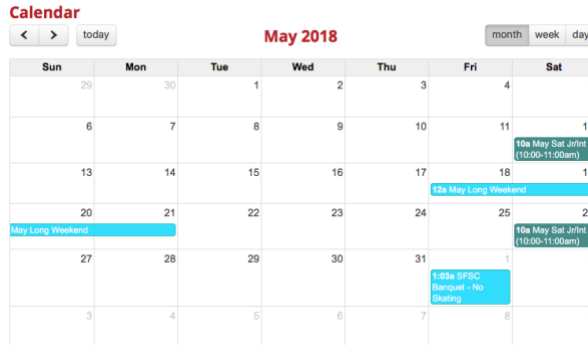 Calendar
< > today May 2018 month week day
Sun Mon Tue Wed Thu Fri Sat
29 30 1 2 3 4
6 7 8 9 10 11 1
10a May Sat Jr/Int
(10:00-11:00am)
13 14 15 16 17 18 1
12a May Long Weekend
20 21 22 23 24 25 2
May Long Weekend
10a May Sat Jr/Int
(10:00-11:00am)
27 28 29 30 31 1
1:03a SFSC
Banquet - No
Skating
3 4 5 6 7 8